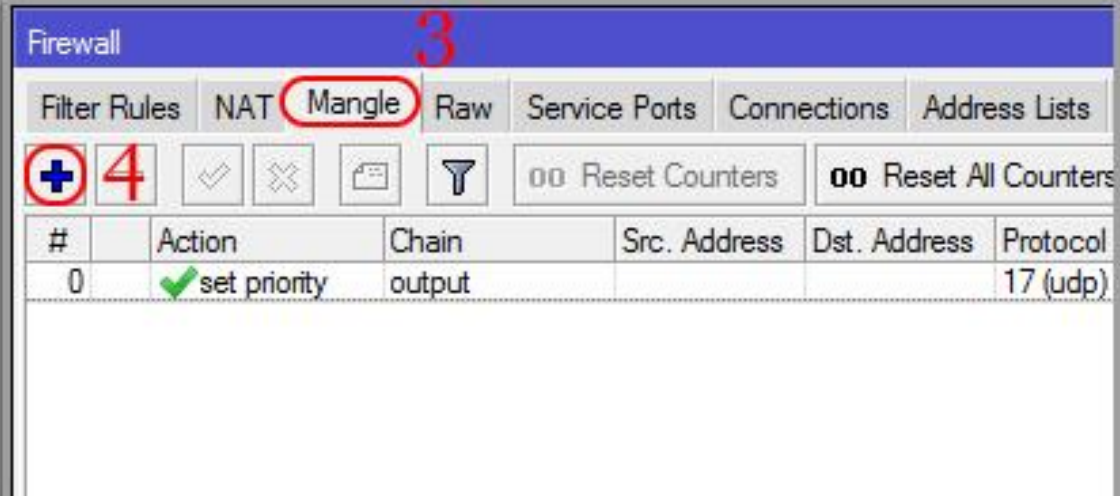 Firewall 3
Filter Rules NAT Mangle Raw Service Ports Connections Address Lists
4 00 Reset Counters 00 Reset All Counters
# Action Chain Src. Address Dst. Address Protocol
0 set priority output 17 (udp)